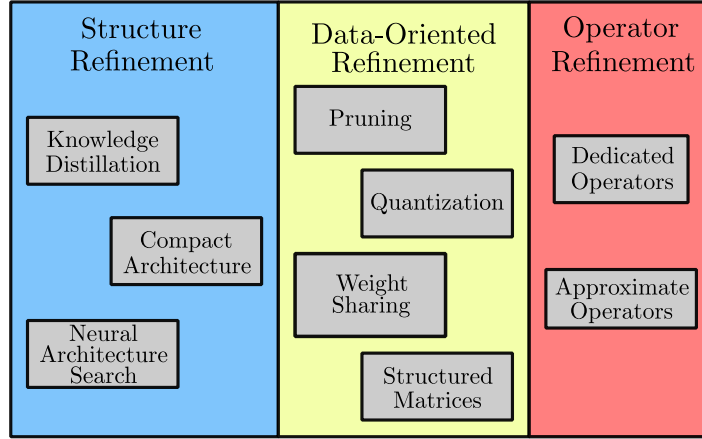 Structure
Refinement
Knowledge
Distillation
Compact
Architecture
Neural
Architecture
Search
Data-Oriented
Refinement
Pruning
Quantization
Weight
Sharing
Structured
Matrices
Operator
Refinement
Dedicated
Operators
Approximate
Operators